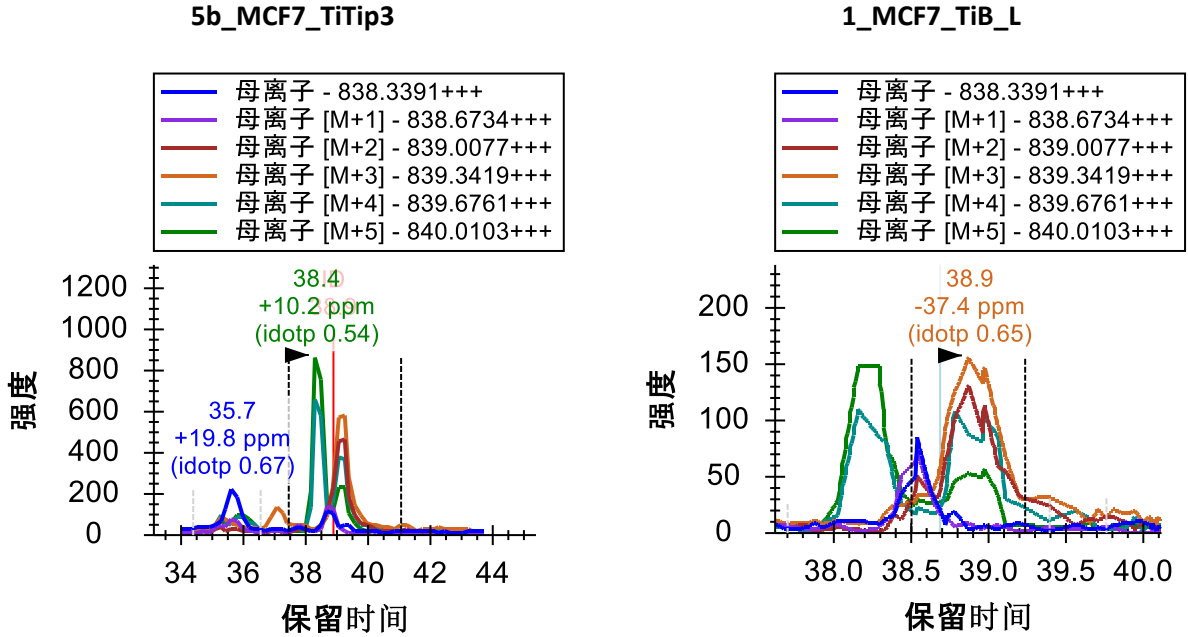 5b_MCF7_TiTip3
母离子 - 838.3391+++
母离子 [M+1] - 838.6734+++
母离子 [M+2] - 839.0077+++
母离子 [M+3] - 839.3419+++
母离子 [M+4] - 839.6761+++
母离子 [M+5] - 840.0103+++
38.4
+10.2 ppm
(idotp 0.54)
35.7
+19.8 ppm
(idotp 0.67)
1200
1000
800
600
400
200
0
强度
34 36 38 40 42 44
保留时间
1_MCF7_TiB_L
母离子 - 838.3391+++
母离子 [M+1] - 838.6734+++
母离子 [M+2] - 839.0077+++
母离子 [M+3] - 839.3419+++
母离子 [M+4] - 839.6761+++
母离子 [M+5] - 840.0103+++
38.9
-37.4 ppm
(idotp 0.65)
200
150
100
50
0
强度
38.0 38.5 39.0 39.5 40.0
保留时间